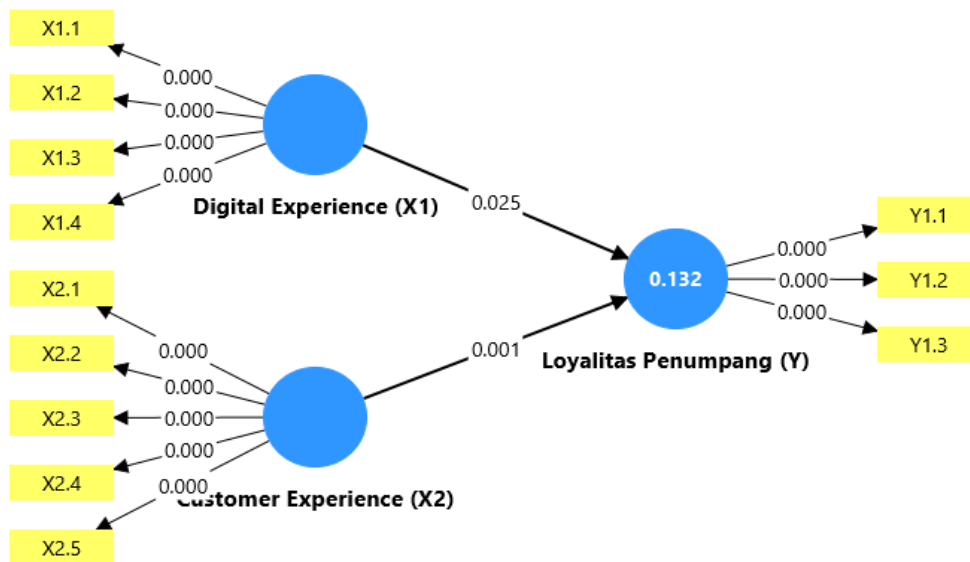 X1.1
0.000
X1.2
0.000
X1.3
0.000
X1.4
0.000
Digital Experience (X1)
0.025
X2.1
0.000
X2.2
0.000
X2.3
0.000
X2.4
0.000
X2.5
Customer Experience (X2)
0.001
0.132
Loyalitas Penumpang (Y)
Y1.1
0.000
Y1.2
0.000
Y1.3
0.000
0.000